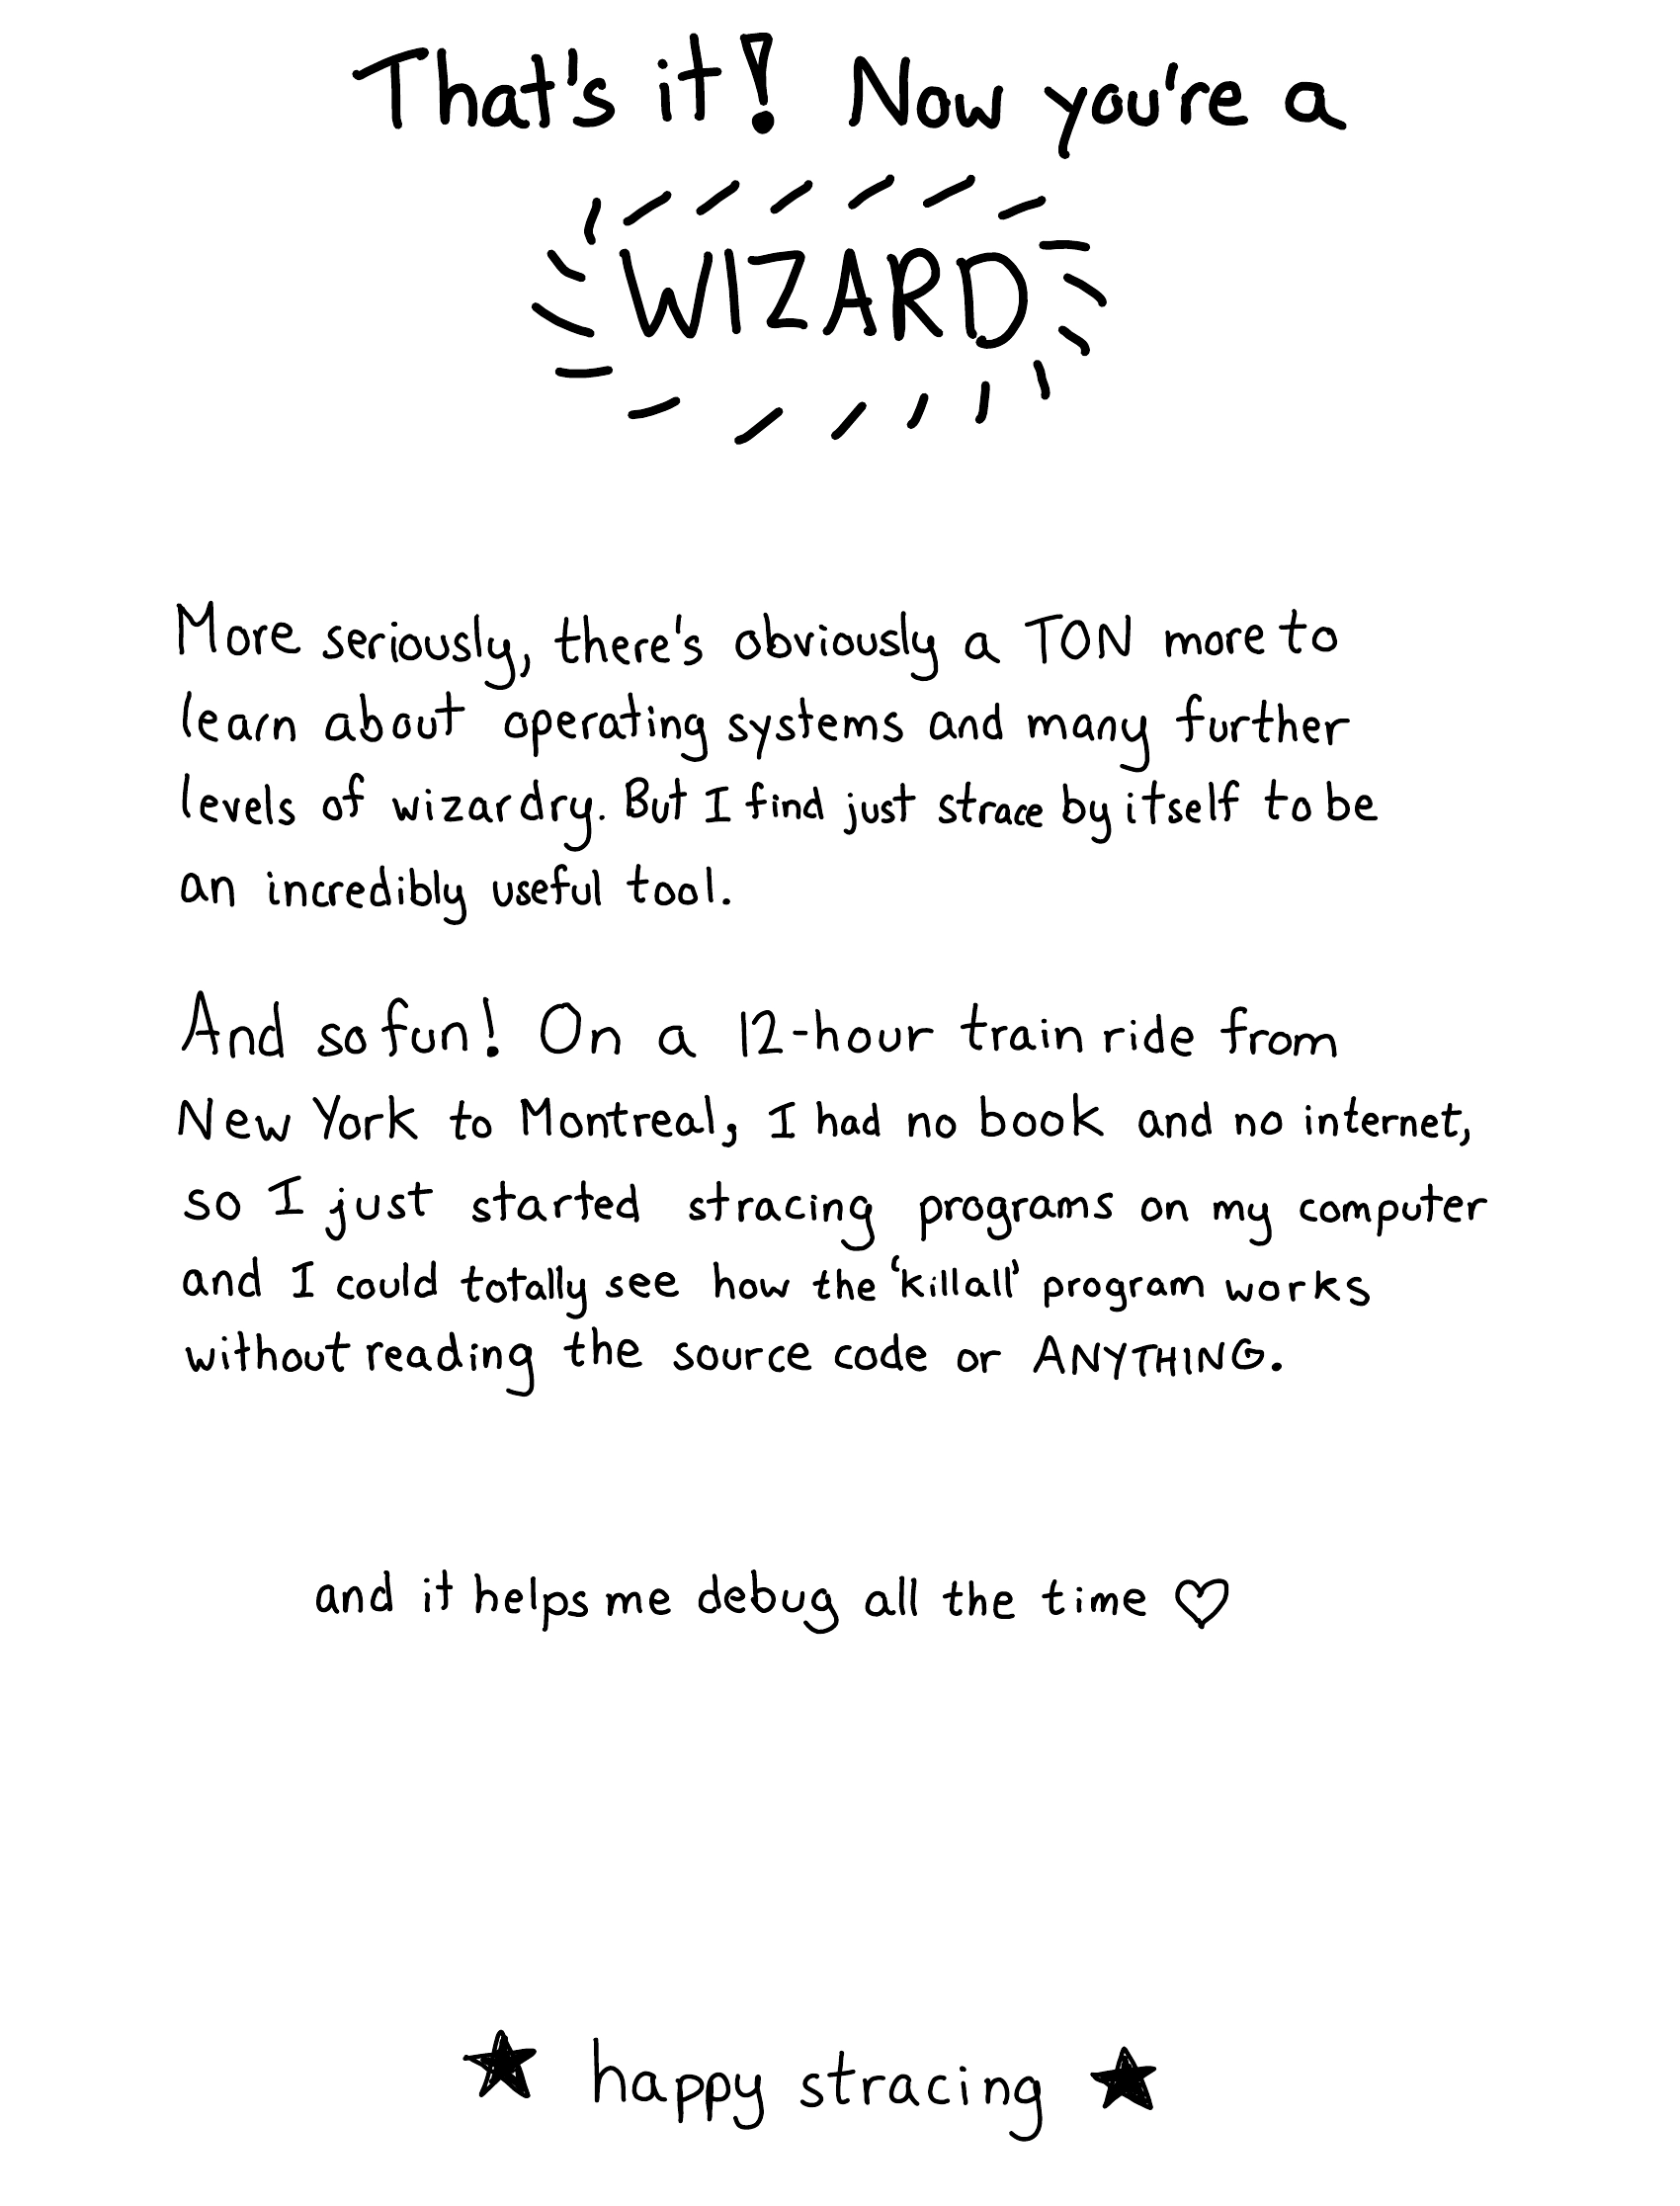 That's it! Now you're a
WIZARD
More seriously, there's obviously a TON more to
learn about operating systems and many further
levels of wizardry. But I find just strace by itself to be
an incredibly useful tool.
And so fun! On a 12-hour train ride from
New York to Montreal, I had no book and no internet,
so I just started stracing programs on my computer
and I could totally see how the 'killall' program works
without reading the source code or ANYTHING.
and it helps me debug all the time ♡
★ happy stracing ★